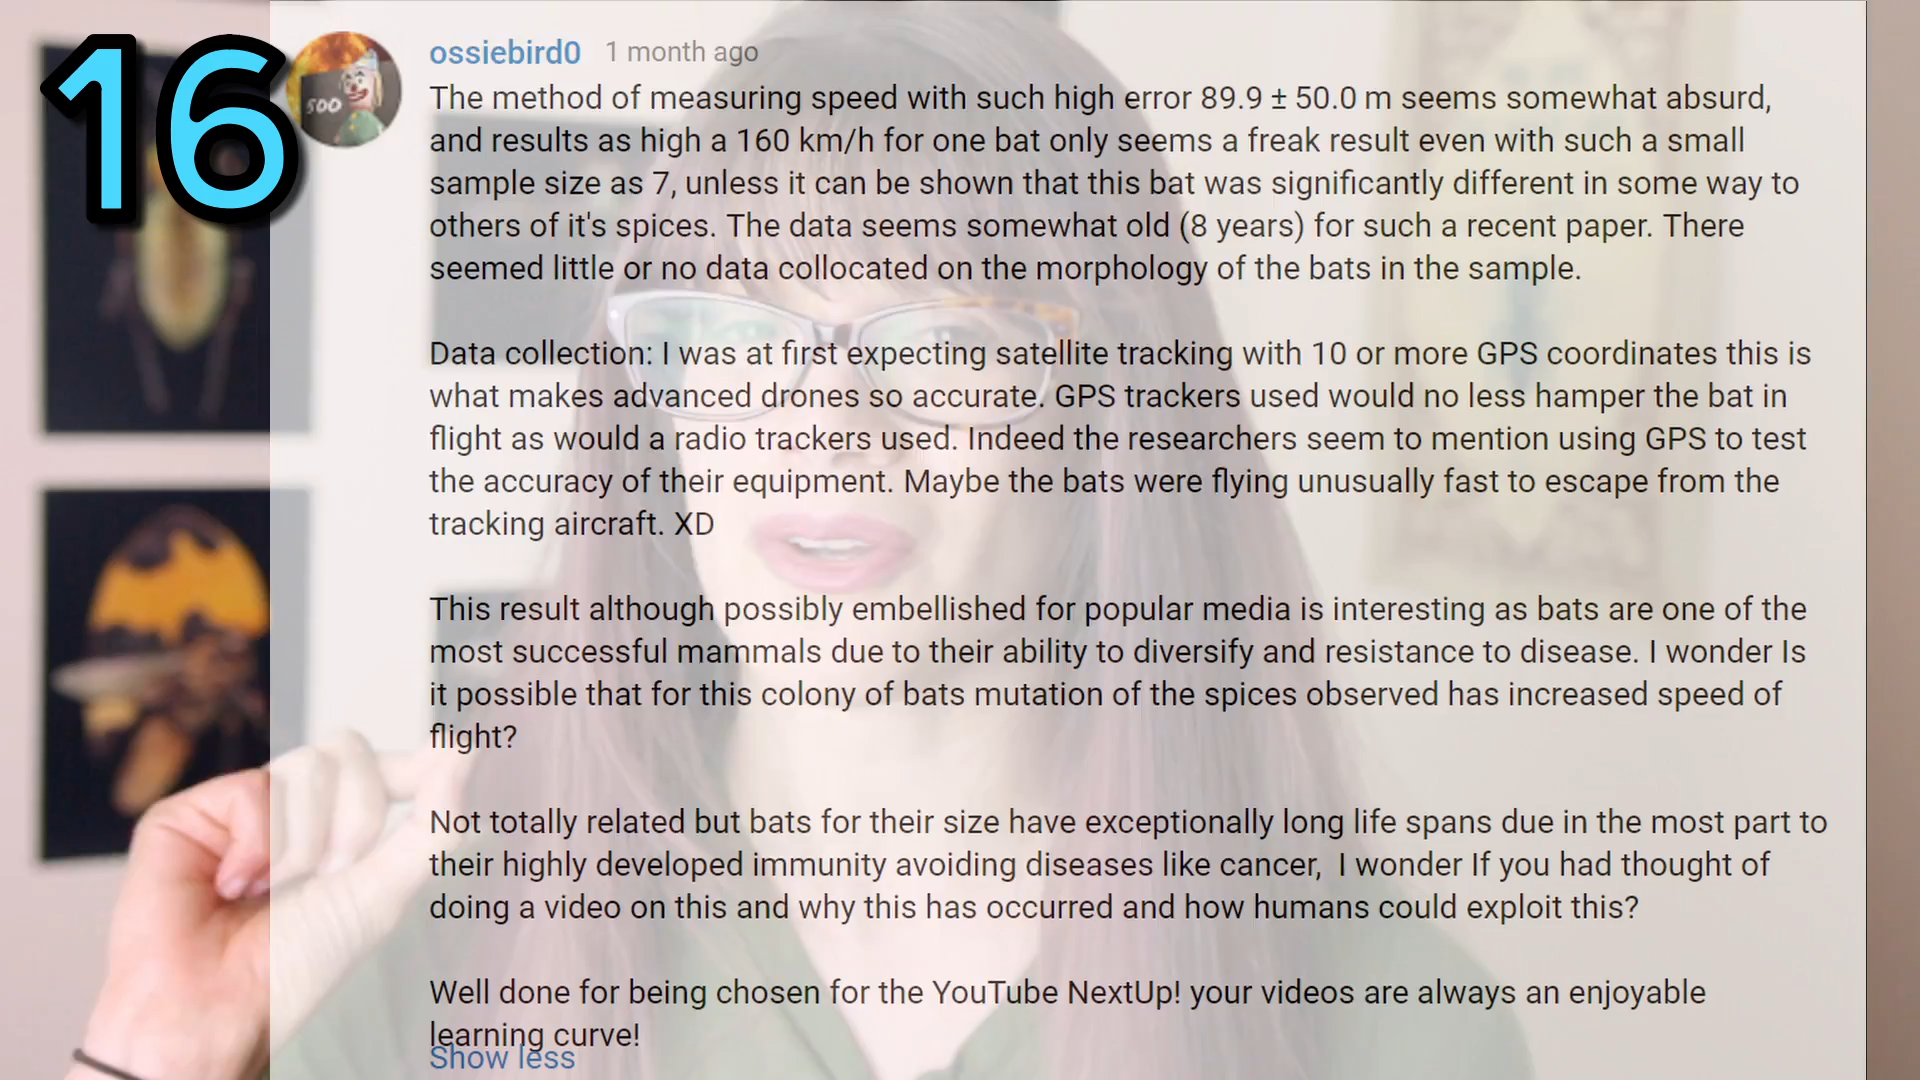 16
500
ossiebird0 1 month ago
The method of measuring speed with such high error 89.9 ± 50.0 m seems somewhat absurd,
and results as high a 160 km/h for one bat only seems a freak result even with such a small
sample size as 7, unless it can be shown that this bat was significantly different in some way to
others of it's spices. The data seems somewhat old (8 years) for such a recent paper. There
seemed little or no data collocated on the morphology of the bats in the sample.
Data collection: I was at first expecting satellite tracking with 10 or more GPS coordinates this is
what makes advanced drones so accurate. GPS trackers used would no less hamper the bat in
flight as would a radio trackers used. Indeed the researchers seem to mention using GPS to test
the accuracy of their equipment. Maybe the bats were flying unusually fast to escape from the
tracking aircraft. XD
This result although possibly embellished for popular media is interesting as bats are one of the
most successful mammals due to their ability to diversify and resistance to disease. I wonder Is
it possible that for this colony of bats mutation of the spices observed has increased speed of
flight?
Not totally related but bats for their size have exceptionally long life spans due in the most part to
their highly developed immunity avoiding diseases like cancer,  I wonder If you had thought of
doing a video on this and why this has occurred and how humans could exploit this?
Well done for being chosen for the YouTube NextUp! your videos are always an enjoyable
learning curve!
Show less